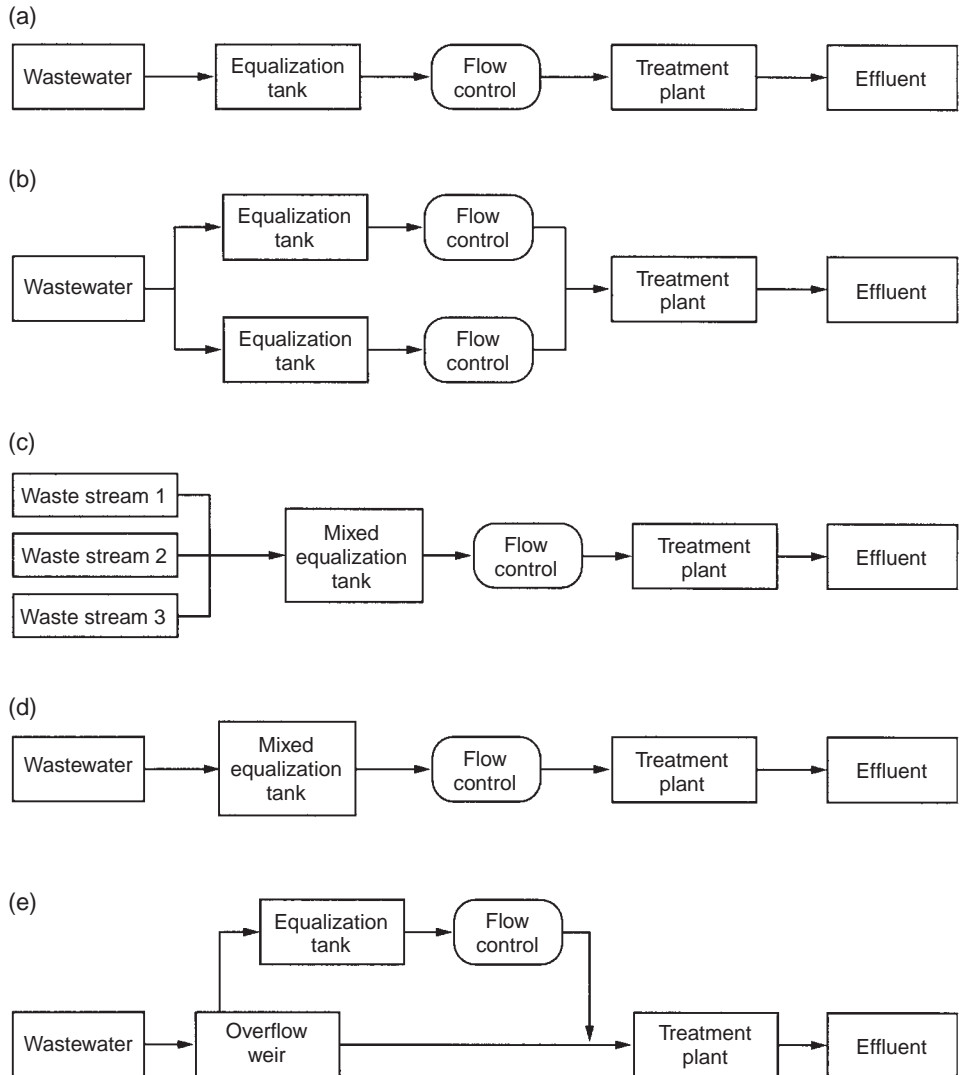 (a)
Wastewater
Equalization
tank
Flow
control
Treatment
plant
Effluent
(b)
Wastewater
Equalization
tank
Flow
control
Equalization
tank
Flow
control
Treatment
plant
Effluent
(c)
Waste stream 1
Waste stream 2
Waste stream 3
Mixed
equalization
tank
Flow
control
Treatment
plant
Effluent
(d)
Wastewater
Mixed
equalization
tank
Flow
control
Treatment
plant
Effluent
(e)
Equalization
tank
Flow
control
Wastewater
Overflow
weir
Treatment
plant
Effluent